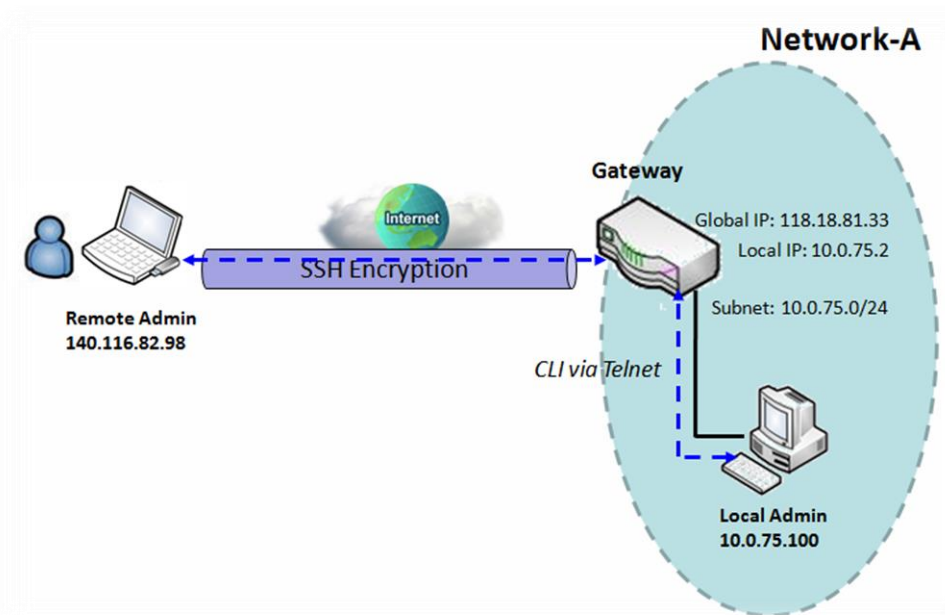 Network-A
Gateway
Global IP: 118.18.81.33
Local IP: 10.0.75.2
Internet
SSH Encryption
Subnet: 10.0.75.0/24
Remote Admin
140.116.82.98
CLI via Telnet
Local Admin
10.0.75.100